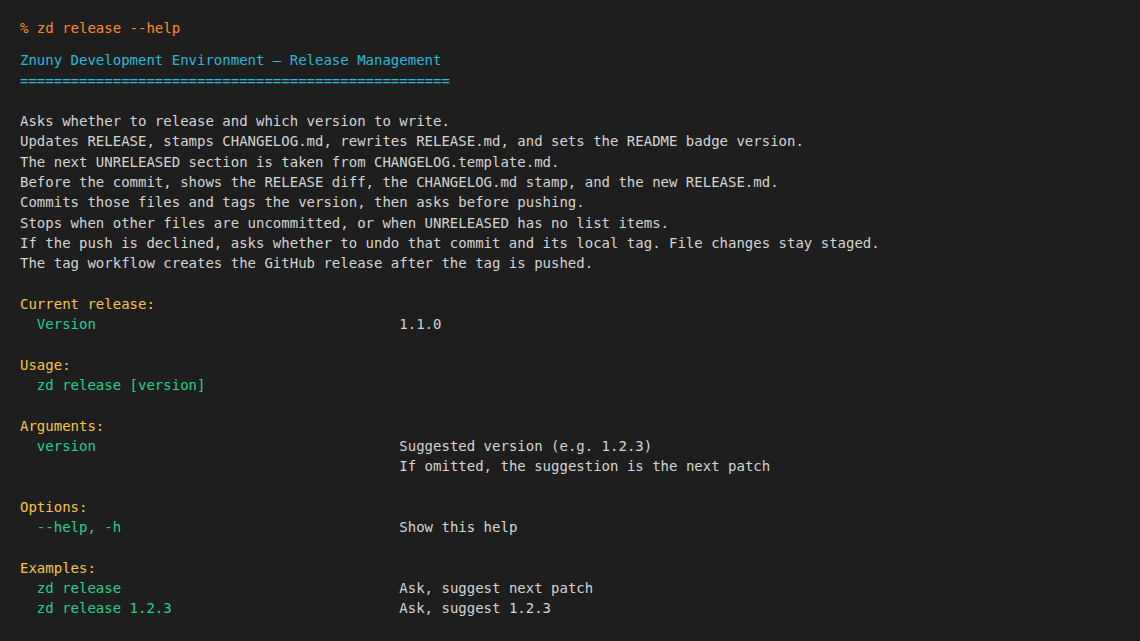 % zd release --help
Znuny Development Environment — Release Management
===================================================
Asks whether to release and which version to write.
Updates RELEASE, stamps CHANGELOG.md, rewrites RELEASE.md, and sets the README badge version.
The next UNRELEASED section is taken from CHANGELOG.template.md.
Before the commit, shows the RELEASE diff, the CHANGELOG.md stamp, and the new RELEASE.md.
Commits those files and tags the version, then asks before pushing.
Stops when other files are uncommitted, or when UNRELEASED has no list items.
If the push is declined, asks whether to undo that commit and its local tag. File changes stay staged.
The tag workflow creates the GitHub release after the tag is pushed.
Current release:
Version 1.1.0
Usage:
zd release [version]
Arguments:
version Suggested version (e.g. 1.2.3)
If omitted, the suggestion is the next patch
Options:
--help, -h Show this help
Examples:
zd release Ask, suggest next patch
zd release 1.2.3 Ask, suggest 1.2.3